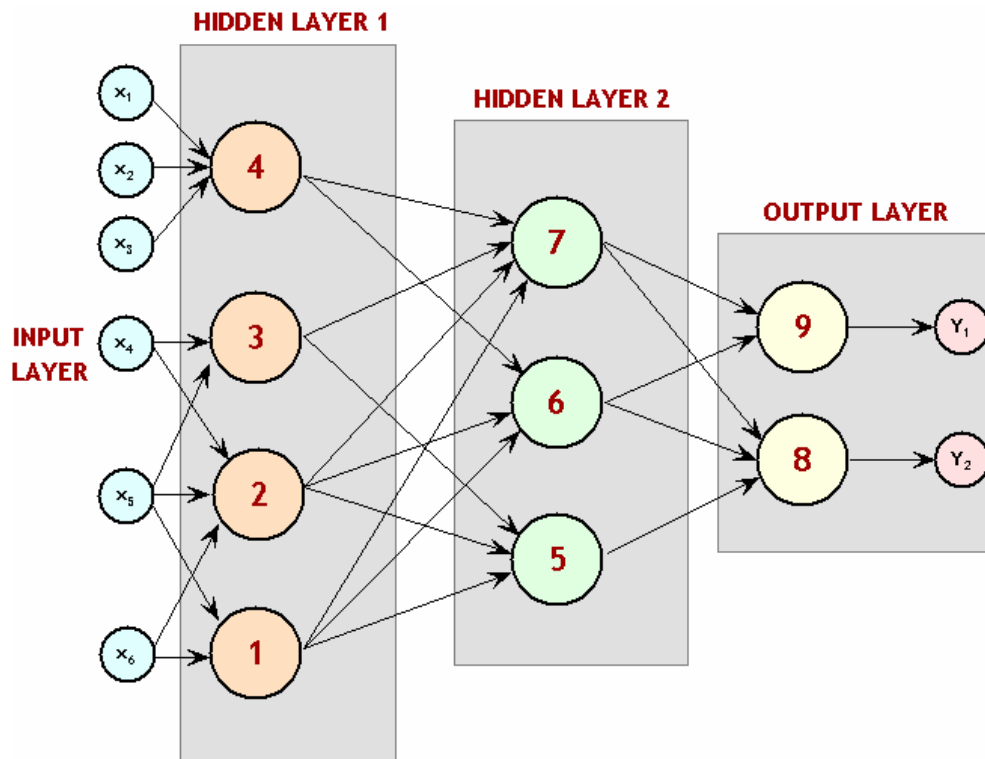 HIDDEN LAYER 1
HIDDEN LAYER 2
OUTPUT LAYER
INPUT
LAYER
x₁
x₂
x₃
x₄
x₅
x₆
4
3
2
1
7
6
5
9
8
Y₁
Y₂